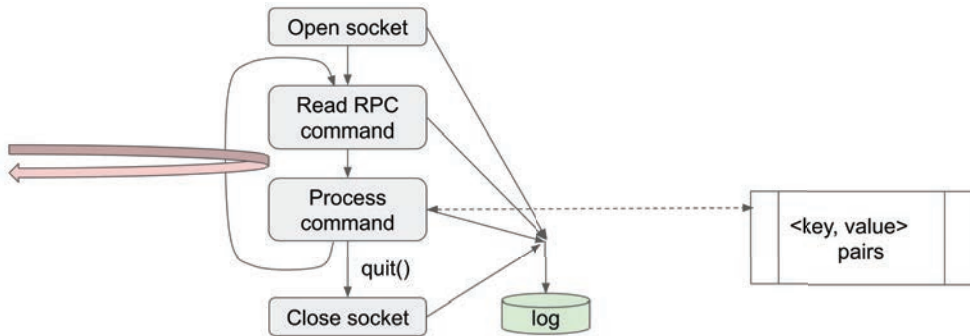 Open socket
Read RPC
command
Process
command
<key, value>
pairs
quit()
Close socket
log